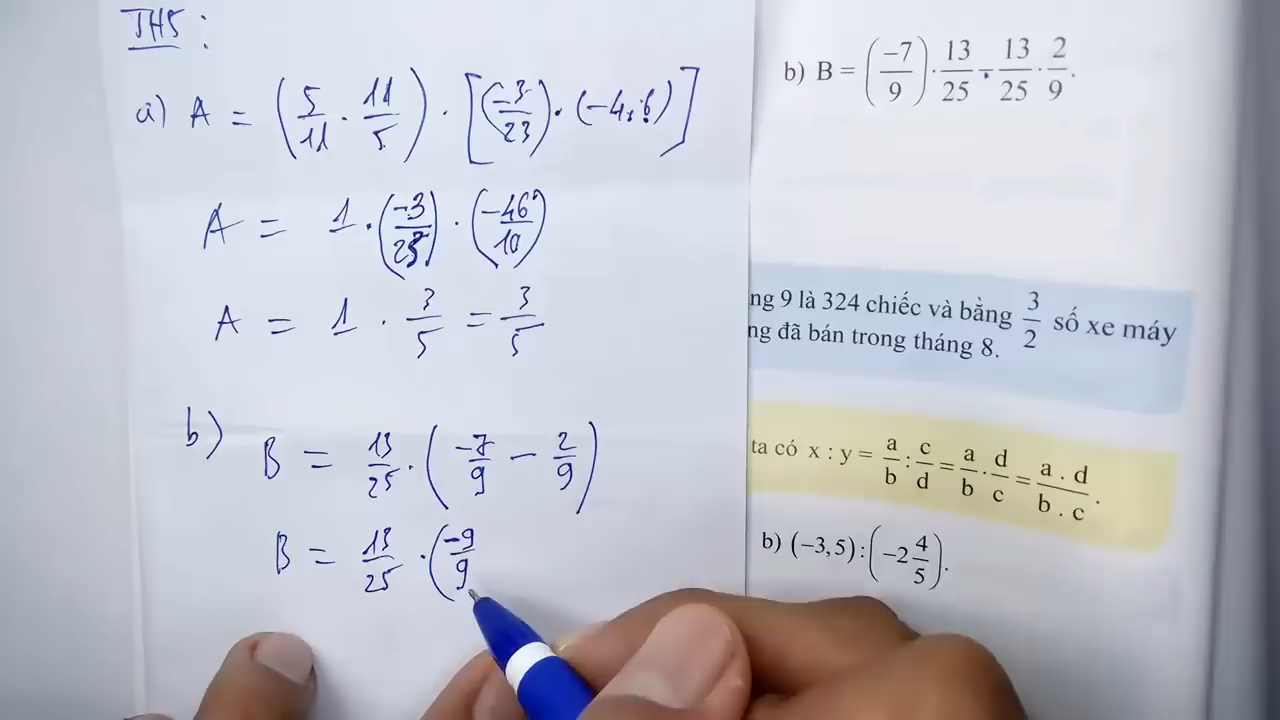 TH5 :
a) A = (5/11 · 11/5) · [(-3/23) · (-4,6)]
A = 1 · (-3/23) · (-46/10)
A = 1 · 3/5 = 3/5
b) B = 13/25 · (-7/9 - 2/9)
B = 13/25 · (-9/9
b) B = (-7/9) · 13/25 - 13/25 · 2/9.
ng 9 là 324 chiếc và bằng 3/2 số xe máy
ng đã bán trong tháng 8.
ta có x : y = a/b : c/d = a/b · d/c = a . d/b . c .
b) (-3,5) : (-2 4/5).